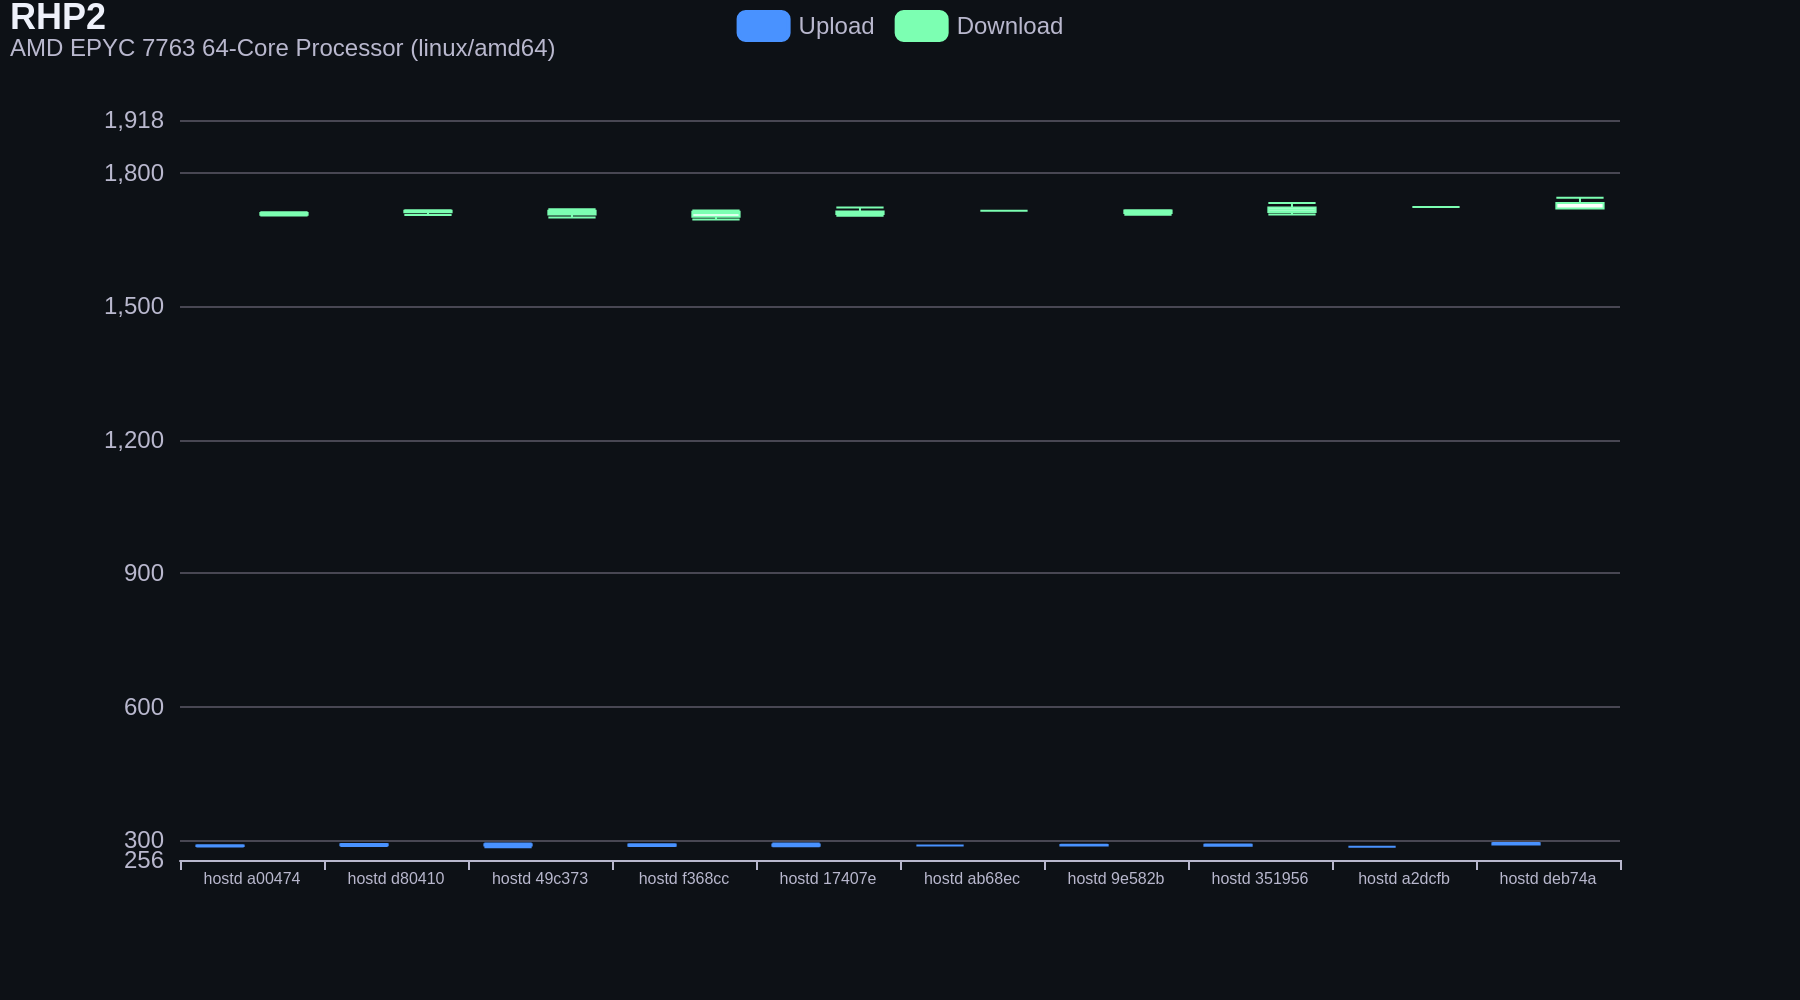 RHP2
AMD EPYC 7763 64-Core Processor (linux/amd64)
Upload
Download
1,918
1,800
1,500
1,200
900
600
300
256
hostd a00474
hostd d80410
hostd 49c373
hostd f368cc
hostd 17407e
hostd ab68ec
hostd 9e582b
hostd 351956
hostd a2dcfb
hostd deb74a